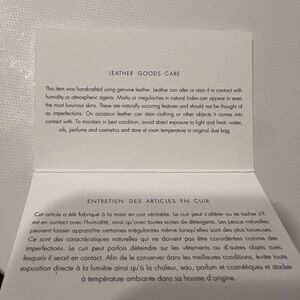 LEATHER GOODS CARE
This item was handcrafted using genuine leather. Leather can alter or stain if in contact with
humidity or atmospheric agents. Marks or irregularities in natural hides can appear in even
the most luxurious skins. These are naturally occuring features and should not be thought of
as imperfections. On occasion leather can stain clothing or other objects it comes into
contact with. To maintain in best condition, avoid direct exposure to light and heat, water,
oils, perfume and cosmetics and store at room temperature in original dust bag.
ENTRETIEN DES ARTICLES EN CUIR
Cet article a été fabriqué à la main en cuir véritable. Le cuir peut s'altérer ou se tacher s'il
est en contact avec l'humidité, ainsi qu'avec toutes sortes de détergents. Les peaux naturelles
peuvent laisser apparaître certaines irrégularités même lorsqu'elles sont des plus luxueuses.
Ce sont des caractéristiques naturelles qui ne doivent pas être considérées comme des
imperfections. Le cuir peut parfois déteindre sur les vêtements ou d'autres objets avec
lesquels il serait en contact. Afin de le conserver dans les meilleures conditions, éviter toute
exposition directe à la lumière ainsi qu'à la chaleur, eau, parfum et cosmétiques et stocker
à température ambiante dans sa housse d'origine.